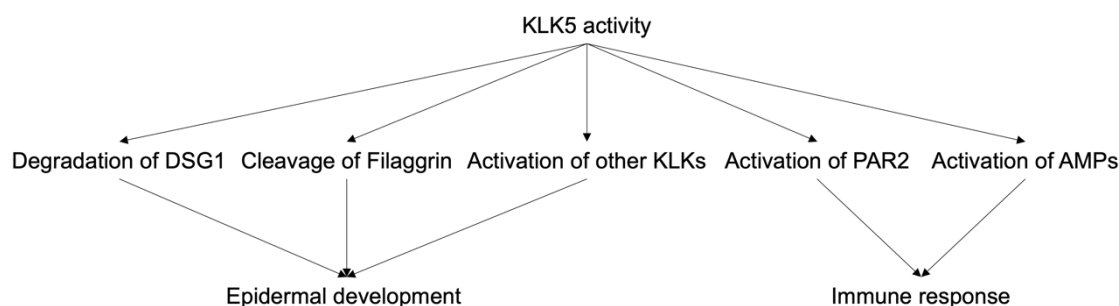 KLK5 activity
Degradation of DSG1 Cleavage of Filaggrin Activation of other KLKs Activation of PAR2 Activation of AMPs
Epidermal development Immune response